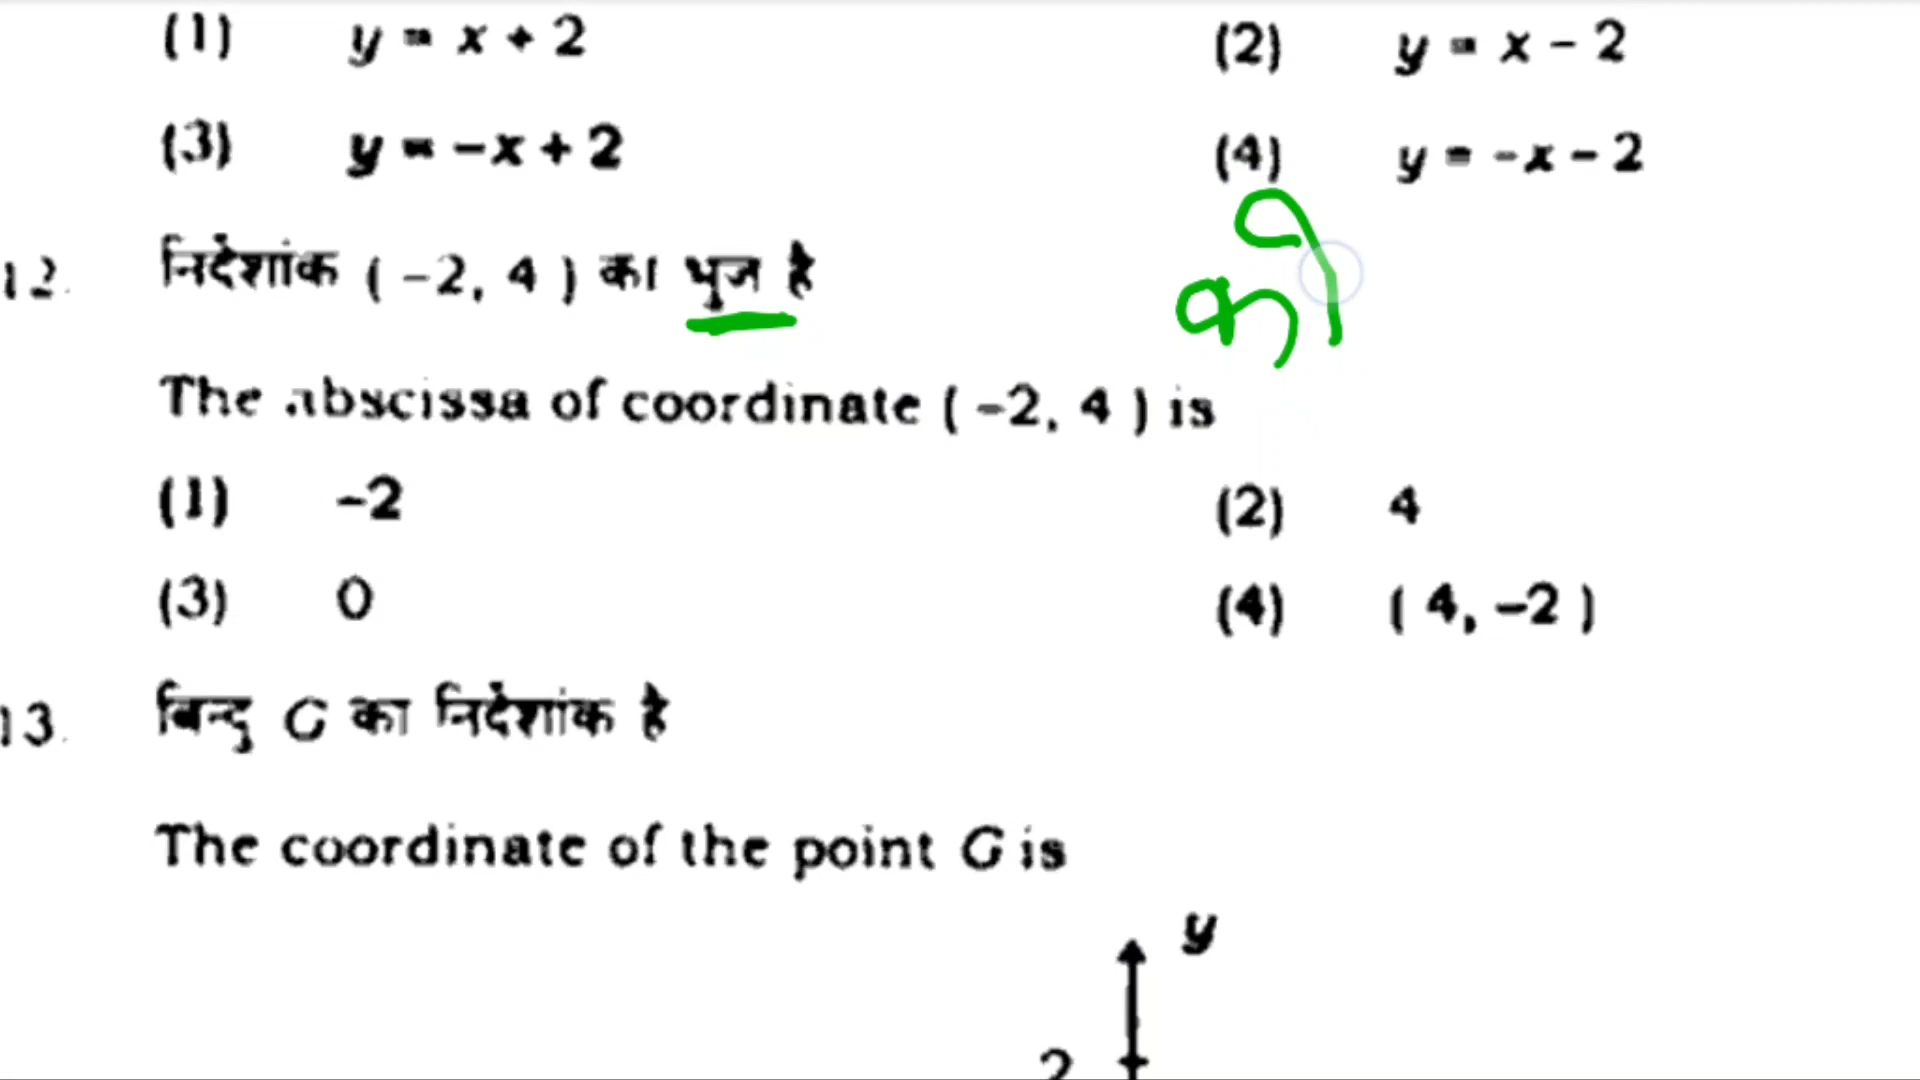 (1) y = x + 2 (2) y = x - 2
(3) y = -x + 2 (4) y = -x - 2
12. निर्देशांक ( -2, 4 ) का भुज है
The abscissa of coordinate ( -2, 4 ) is
(1) -2 (2) 4
(3) 0 (4) ( 4, -2 )
13. बिन्दु G का निर्देशांक है
The coordinate of the point G is
y
2